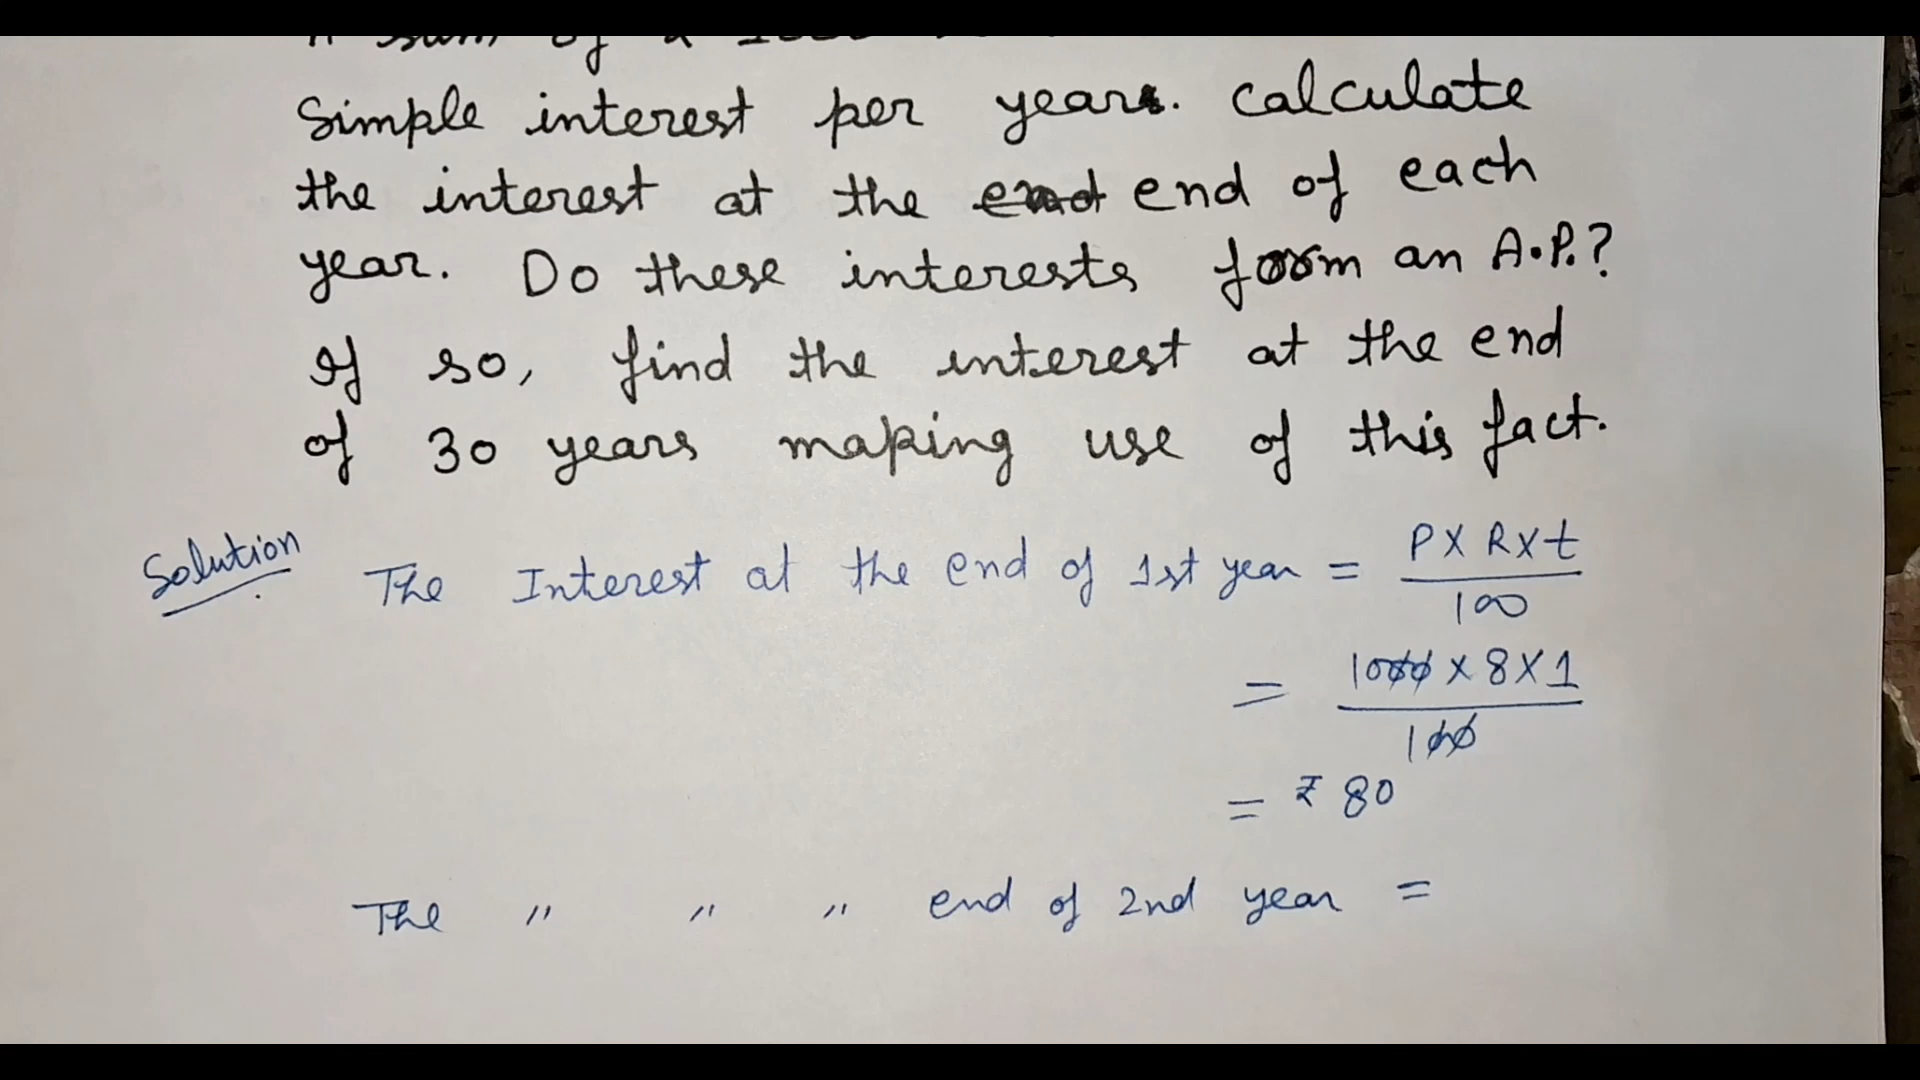 Simple interest per year. Calculate
the interest at the end end of each
year. Do these interests form an A.P.?
If so, find the interest at the end
of 30 years making use of this fact.
Solution The Interest at the end of 1st year = P X R X t
100
= 1000 X 8 X 1
100
= ₹ 80
The " " " end of 2nd year =